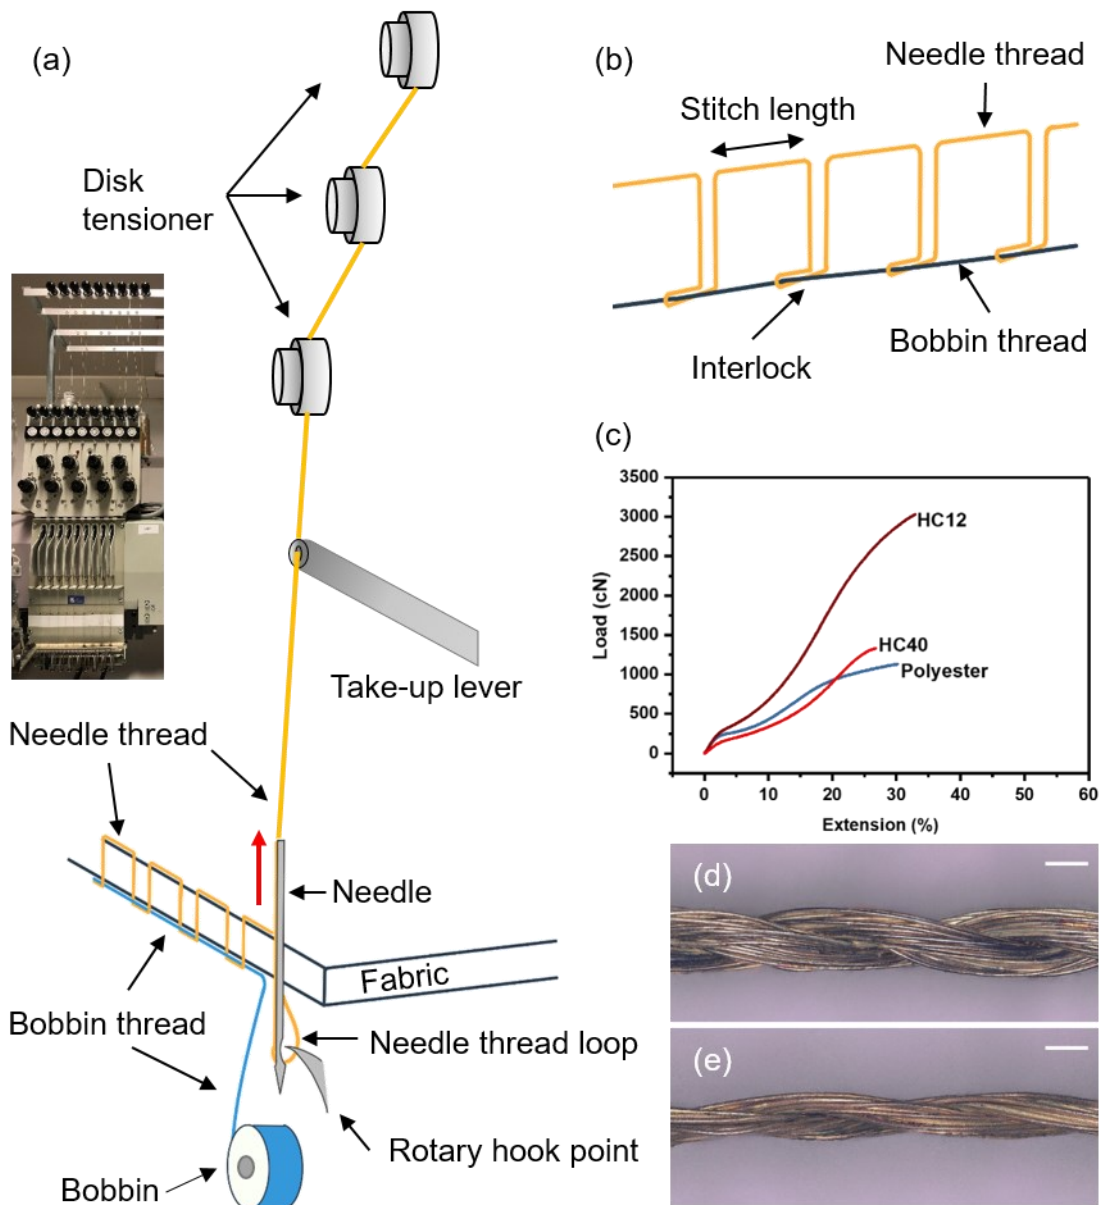 (a)
Disk
tensioner
Take-up lever
Needle thread
Needle
Fabric
Bobbin thread
Needle thread loop
Rotary hook point
Bobbin
(b)
Needle thread
Stitch length
Bobbin thread
Interlock
(c)
3500
3000
2500
2000
1500
1000
500
0
Load (cN)
HC12
HC40
Polyester
0 10 20 30 40 50 60
Extension (%)
(d)
(e)